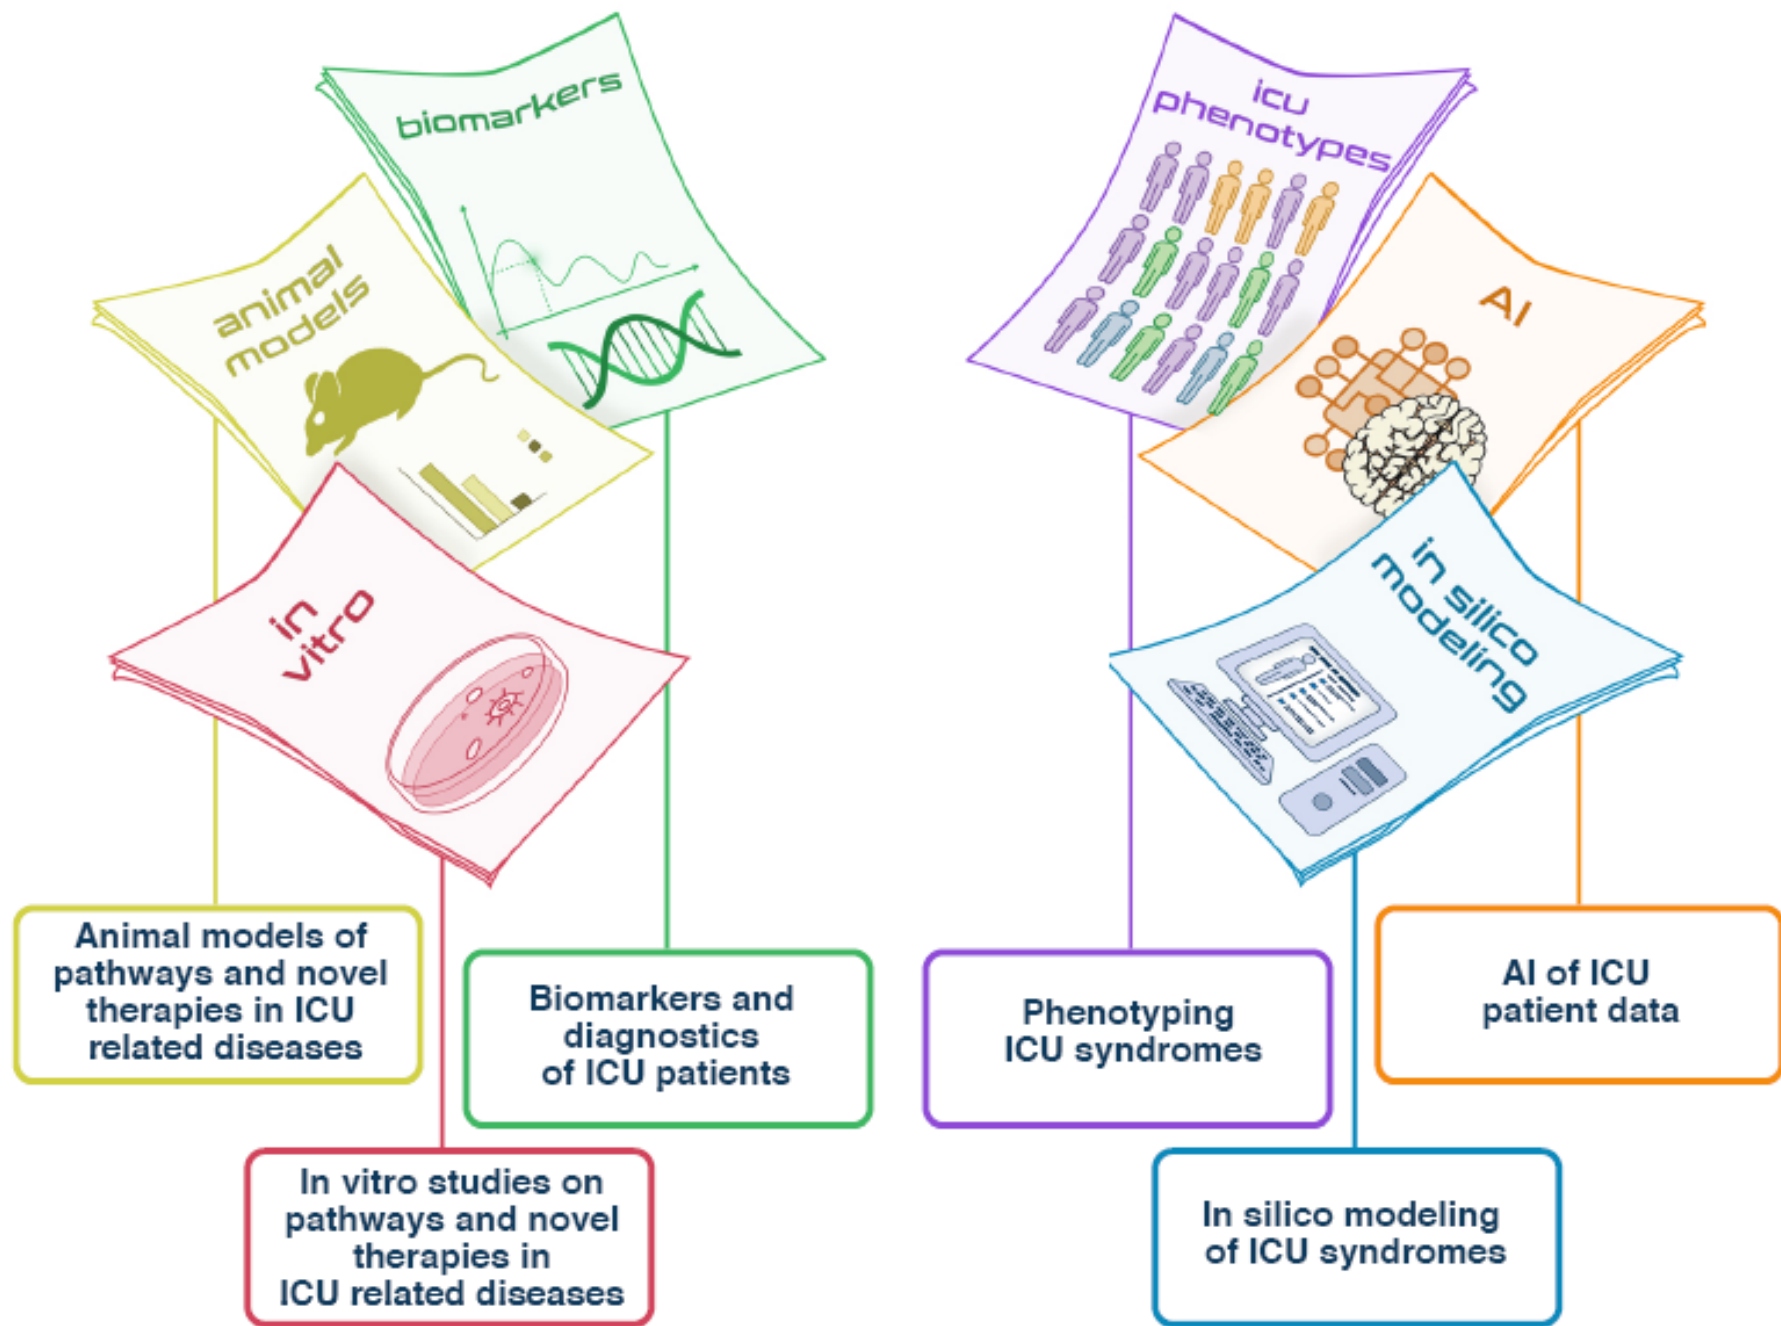 biomarkers
animal
models
in
vitro
icu
phenotypes
AI
in silico
modeling
Animal models of
pathways and novel
therapies in ICU
related diseases
Biomarkers and
diagnostics
of ICU patients
In vitro studies on
pathways and novel
therapies in
ICU related diseases
Phenotyping
ICU syndromes
AI of ICU
patient data
In silico modeling
of ICU syndromes